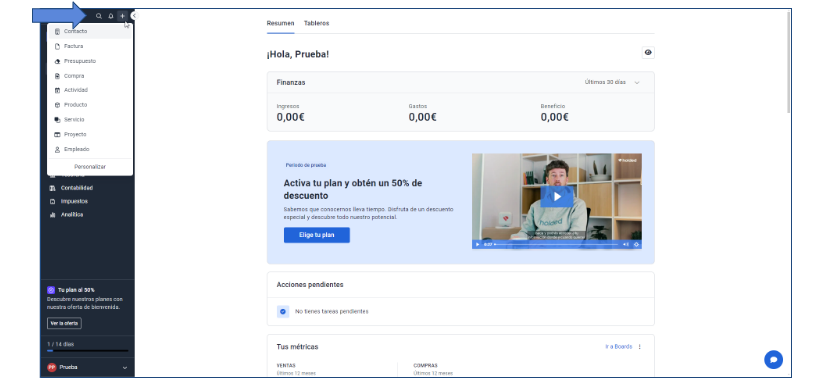 Contacto
Factura
Presupuesto
Compra
Actividad
Producto
Servicio
Proyecto
Empleado
Personalizar
Contabilidad
Impuestos
Analítica
Tu plan al 50%
Descubre nuestros planes con
nuestra oferta de bienvenida.
Ver la oferta
1 / 14 días
PP Prueba
Resumen Tableros
¡Hola, Prueba!
Finanzas Últimos 30 días
Ingresos Gastos Beneficio
0,00€ 0,00€ 0,00€
Periodo de prueba
Activa tu plan y obtén un 50% de
descuento
Sabemos que conocernos lleva tiempo. Disfruta de un descuento
especial y descubre todo nuestro potencial.
Elige tu plan
holded
holded
Acciones pendientes
No tienes tareas pendientes
Tus métricas Ir a Boards
VENTAS COMPRAS
Últimos 12 meses Últimos 12 meses